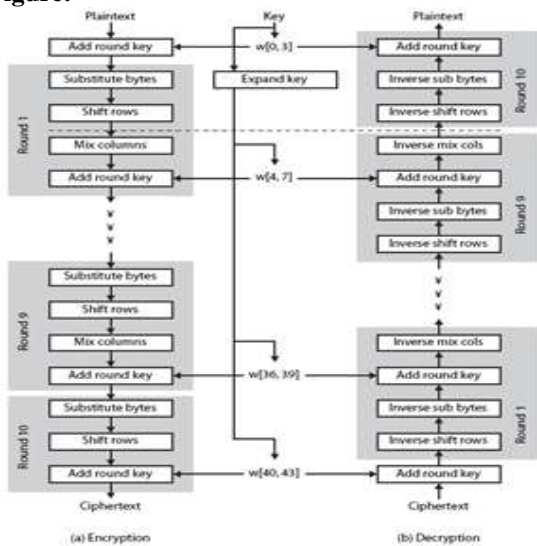 igure.
Plaintext
Key
Plaintext
Add round key
w[0, 3]
Add round key
Substitute bytes
Expand key
Inverse sub bytes
Round 10
Shift rows
Inverse shift rows
Round 1
Mix columns
Inverse mix cols
Add round key
w[4, 7]
Add round key
Inverse sub bytes
Round 9
Inverse shift rows
Substitute bytes
Shift rows
Round 9
Mix columns
Inverse mix cols
Add round key
w[36, 39]
Add round key
Substitute bytes
Inverse sub bytes
Round 1
Round 10
Shift rows
Inverse shift rows
Add round key
w[40, 43]
Add round key
Ciphertext
Ciphertext
(a) Encryption
(b) Decryption